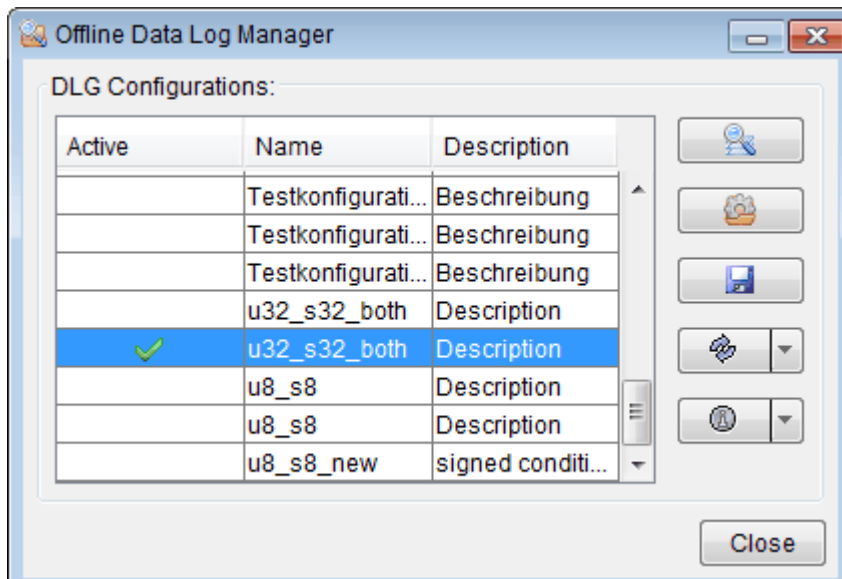 Offline Data Log Manager
DLG Configurations:
Active Name Description
Testkonfigurati... Beschreibung
Testkonfigurati... Beschreibung
Testkonfigurati... Beschreibung
u32_s32_both Description
u32_s32_both Description
u8_s8 Description
u8_s8 Description
u8_s8_new signed conditi...
Close